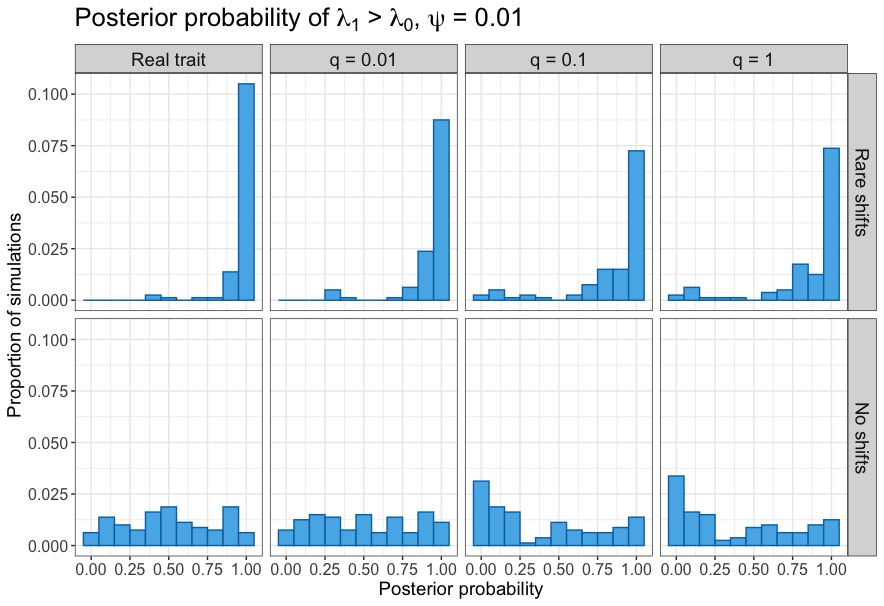 Posterior probability of λ₁ > λ₀, ψ = 0.01
Real trait q = 0.01 q = 0.1 q = 1
Proportion of simulations
0.100
0.075
0.050
0.025
0.000
Rare shifts
0.100
0.075
0.050
0.025
0.000
No shifts
0.00 0.25 0.50 0.75 1.00 0.00 0.25 0.50 0.75 1.00 0.00 0.25 0.50 0.75 1.00 0.00 0.25 0.50 0.75 1.00
Posterior probability